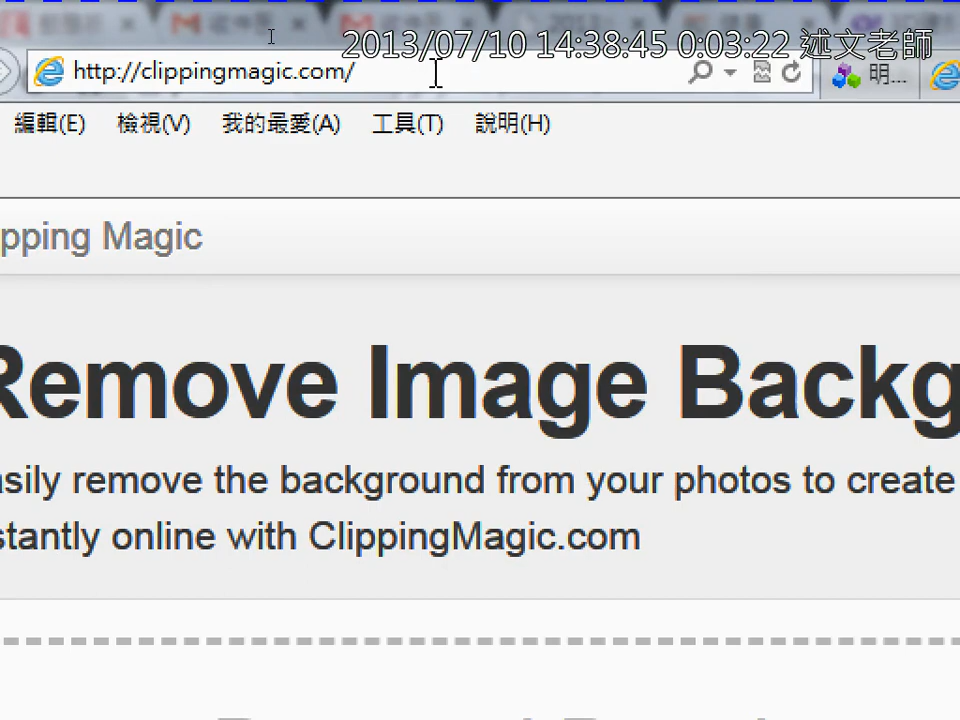 2013/07/10 14:38:45 0:03:22 述文老師
http://clippingmagic.com/
明...
編輯(E) 檢視(V) 我的最愛(A) 工具(T) 說明(H)
pping Magic
Remove Image Backg
asily remove the background from your photos to create
stantly online with ClippingMagic.com